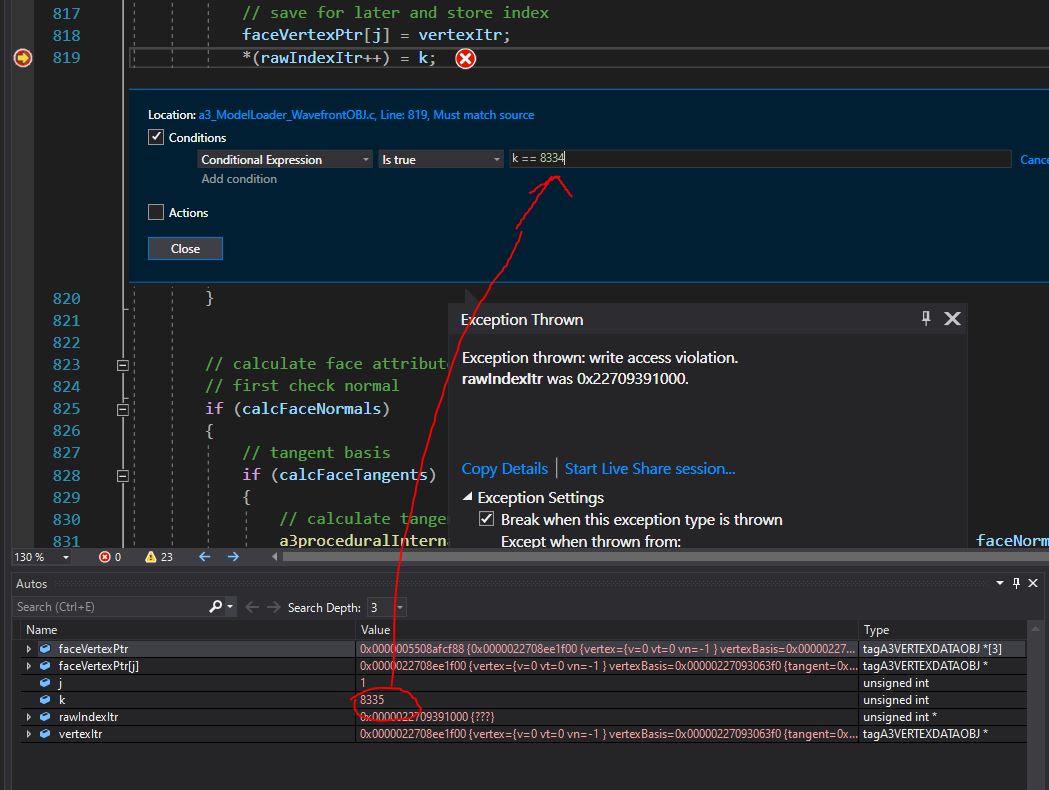 817 // save for later and store index
818 faceVertexPtr[j] = vertexItr;
819 *(rawIndexItr++) = k;
Location: a3_ModelLoader_WavefrontOBJ.c, Line: 819, Must match source
Conditions
Conditional Expression Is true k == 8334 Cance
Add condition
Actions
Close
820 }
821
822
823 // calculate face attribut
824 // first check normal
825 if (calcFaceNormals)
826 {
827 // tangent basis
828 if (calcFaceTangents)
829 {
830 // calculate tange
831 a3proceduralIntern faceNorm
Exception Thrown
Exception thrown: write access violation.
rawIndexItr was 0x22709391000.
Copy Details | Start Live Share session...
Exception Settings
Break when this exception type is thrown
Except when thrown from:
130 % 0 23
Autos
Search (Ctrl+E) Search Depth: 3
Name Value Type
faceVertexPtr 0x0000005508afcf88 {0x0000022708ee1f00 {vertex={v=0 vt=0 vn=-1 } vertexBasis=0x00000227... tagA3VERTEXDATAOBJ *[3]
faceVertexPtr[j] 0x0000022708ee1f00 {vertex={v=0 vt=0 vn=-1 } vertexBasis=0x00000227093063f0 {tangent=0x... tagA3VERTEXDATAOBJ *
j 1 unsigned int
k 8335 unsigned int
rawIndexItr 0x0000022709391000 {???} unsigned int *
vertexItr 0x0000022708ee1f00 {vertex={v=0 vt=0 vn=-1 } vertexBasis=0x00000227093063f0 {tangent=0x... tagA3VERTEXDATAOBJ *